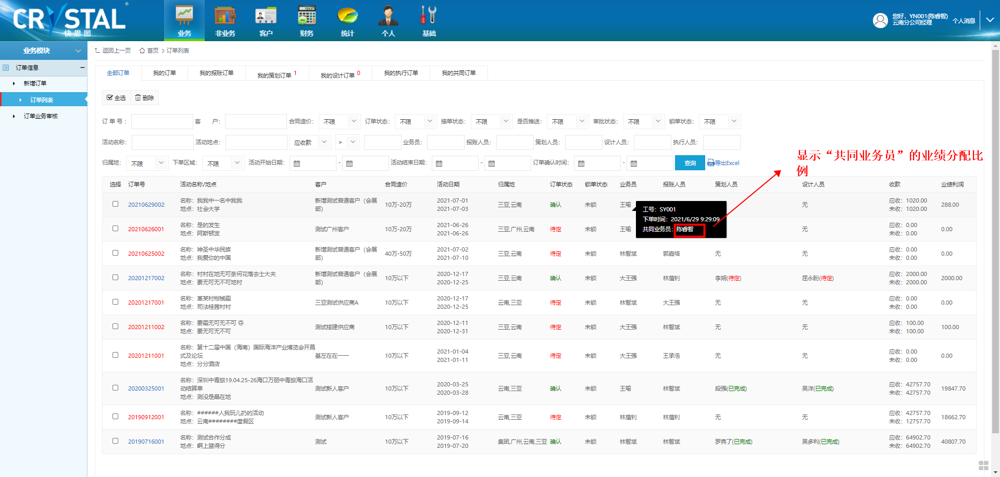 CRYSTAL ®
快思图
业务
非业务
客户
财务
统计
个人
基础
您好，YN001(陈睿智)
云南分公司经理
个人消息
业务模块
订单信息
新增订单
订单列表
订单业务审核
返回上一页 首页 > 订单列表
全部订单 我的订单 我的报账订单 我的策划订单 1 我的设计订单 0 我的执行订单 我的共同订单
全选 删除
订 单 号： 客 户： 合同造价： 不限 订单状态： 不限 接单状态： 不限 是否推送： 不限 审批状态： 不限 锁单状态： 不限
活动名称： 活动地点： 应收款 > 业务员： 报账人员： 策划人员： 设计人员： 执行人员：
归属地： 不限 下单区域： 不限 活动开始日期： - 活动结束日期： - 订单确认时间： - 查询 导出Excel
显示“共同业务员”的业绩分配比
例
选择 订单号 活动名称/地点 客户 合同造价 活动日期 归属地 订单状态 锁单状态 业务员 报账人员 策划人员 设计人员 收款 业绩利润
20210629002 名称：我我中一名中我我
地点：社会大学 新增测试普通客户（会展
部） 10万-20万 2021-07-01
2021-07-03 三亚,云南 确认 未锁 王喻 无 应收：1020.00
未收：1020.00 288.00
工号：SY001
下单时间：2021/6/29 9:29:09
共同业务员：陈睿智
20210626001 名称：是的发生
地点：阿斯顿发 测试广州客户 10万-20万 2021-06-26
2021-06-26 三亚,广州,云南 待定 未锁 王喻 无 应收：0.00
未收：0.00 0.00
20210625002 名称：神圣中华民族
地点：我爱你的中国 新增测试普通客户（会展
部） 40万-50万 2021-07-02
2021-07-10 三亚,云南 待定 未锁 林智斌 郭嘉培 无 无 应收：0.00
未收：0.00 0.00
20201217002 名称：村村在地无可奈何花落去士大夫
地点：要无可无不可地村 新增测试普通客户（会展
部） 10万以下 2020-12-17
2020-12-25 三亚,云南 确认 未锁 大王强 林蕴钊 李朔(待定) 屈永盼(待定) 应收：2000.00
未收：2000.00 2000.00
20201217001 名称：革某村柑械霜
地点：司法桂茜村村 三亚测试供应商A 10万以下 2020-12-17
2020-12-25 云南,三亚 待定 未锁 林智斌 大王强 无 无 应收：0.00
未收：0.00 0.00
20201211002 名称：要霜无可无不可 夺
地点：要无可无不可 测试搭建供应商 10万以下 2020-12-11
2020-12-31 三亚,云南 待定 未锁 大王强 林智斌 无 无 应收：100.00
未收：100.00 100.00
20201211001 名称：第十二届中国（海南）国际海洋产业博览会开幕
式及论坛
地点：分分酒店 基左在在一一 10万以下 2021-01-04
2021-01-11 三亚,云南 待定 未锁 大王强 王承浩 无 无 应收：0.00
未收：0.00 0.00
20200325001 名称：深圳中青旅19.04.25-26海口万丽中青旅海口活
动结算单
地点：测没是晶在地 测试新人客户 10万以下 2020-03-25
2020-03-28 云南,三亚 确认 未锁 王喻 林智斌 段强(已完成) 吴洋(已完成) 应收：42757.70
未收：42757.70 19847.70
20190912001 名称：######人我玩儿扔的活动
地点：云南########度假区 测试新人客户 10万以下 2019-09-12
2019-09-14 云南,三亚 待定 未锁 林蕴钊 林蕴钊 无 无 应收：42757.70
未收：12757.70 18662.70
20190716001 名称：测试合作分成
地点：啊上篮得分 测试 10万以下 2019-07-16
2019-07-20 集团,广州,云南,三亚 确认 未锁 林智斌 林智斌 罗典了(已完成) 吴多利(已完成) 应收：64902.70
未收：64902.70 40807.70